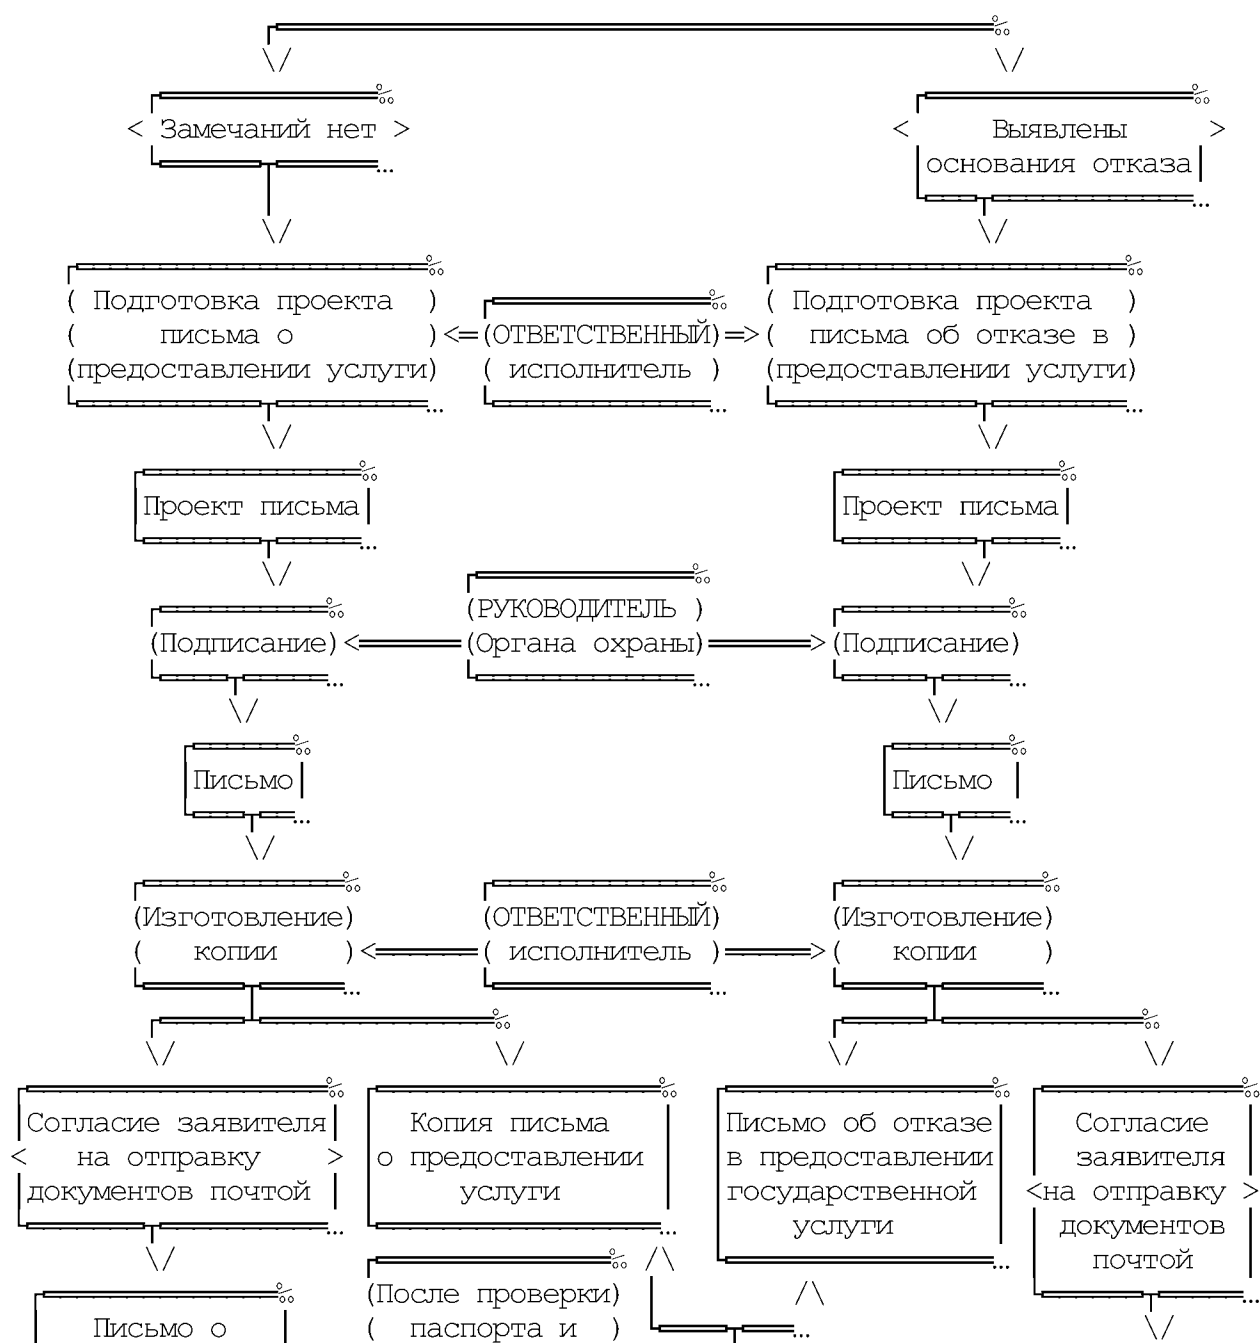 < Замечаний нет >
< Выявлены >
основания отказа
( Подготовка проекта )
( письма о )
(предоставлении услуги)
(ОТВЕТСТВЕННЫЙ)
( исполнитель )
( Подготовка проекта )
( письма об отказе в )
(предоставлении услуги)
Проект письма
Проект письма
(РУКОВОДИТЕЛЬ )
(Органа охраны)
(Подписание)
(Подписание)
Письмо
Письмо
(Изготовление)
( копии )
(ОТВЕТСТВЕННЫЙ)
( исполнитель )
(Изготовление)
( копии )
Согласие заявителя
< на отправку >
документов почтой
Копия письма
о предоставлении
услуги
Письмо об отказе
в предоставлении
государственной
услуги
Согласие
заявителя
<на отправку >
документов
почтой
Письмо о
(После проверки)
( паспорта и )